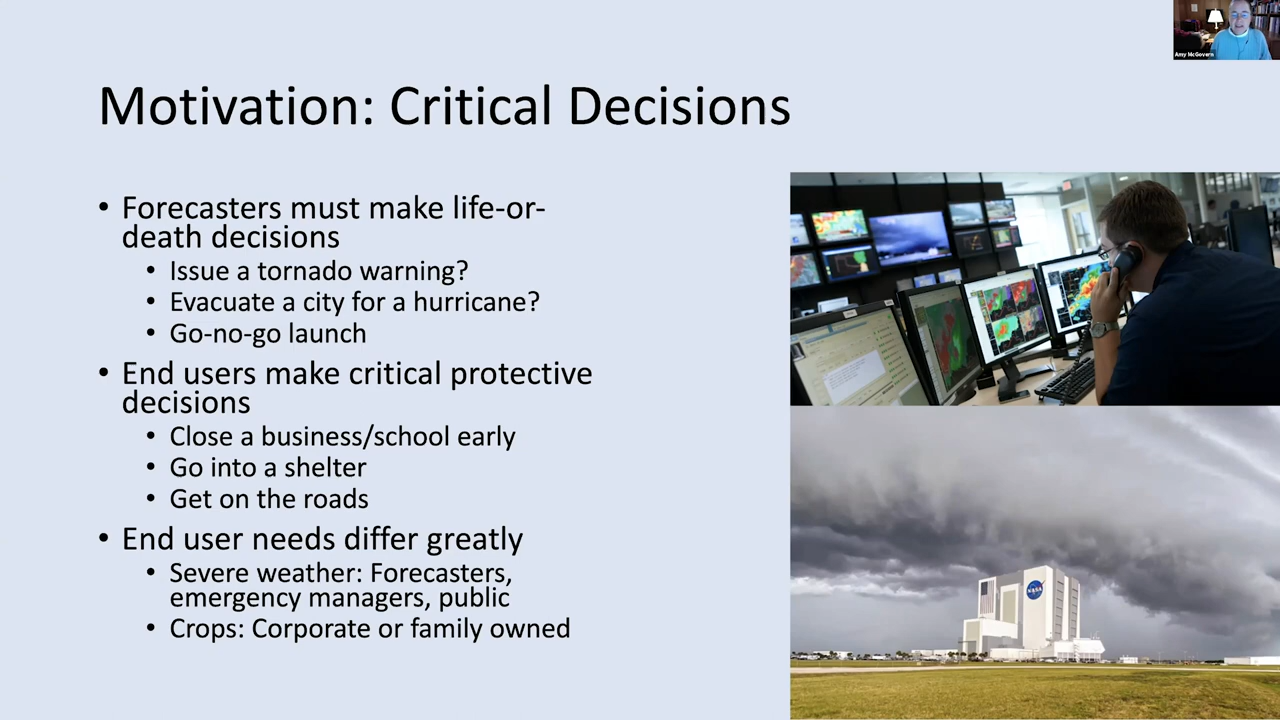 Amy McGovern
Motivation: Critical Decisions
• Forecasters must make life-or-
death decisions
• Issue a tornado warning?
• Evacuate a city for a hurricane?
• Go-no-go launch
• End users make critical protective
decisions
• Close a business/school early
• Go into a shelter
• Get on the roads
• End user needs differ greatly
• Severe weather: Forecasters,
emergency managers, public
• Crops: Corporate or family owned
NASA